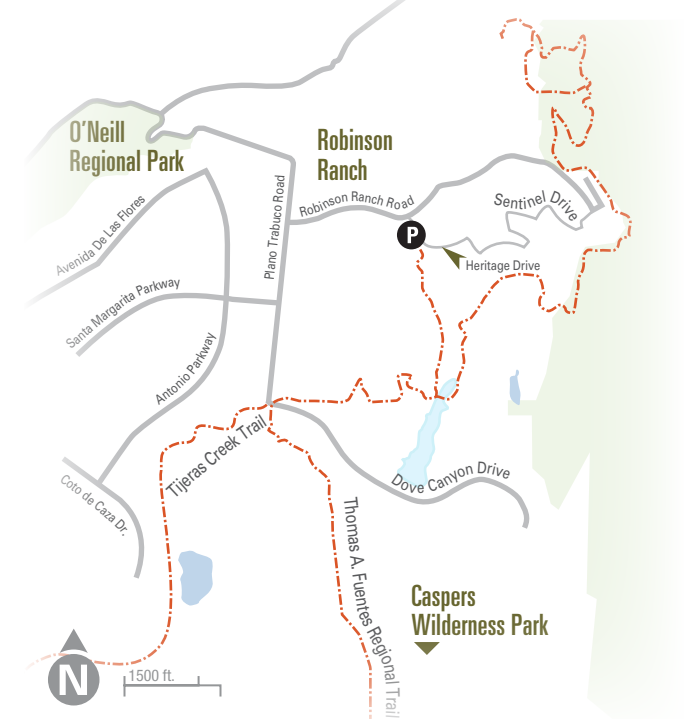 O'Neill
Regional Park
Robinson
Ranch
Avenida De Las Flores
Plano Trabuco Road
Robinson Ranch Road
Sentinel Drive
P
Heritage Drive
Santa Margarita Parkway
Antonio Parkway
Tijeras Creek Trail
Coto de Caza Dr.
Dove Canyon Drive
Thomas A. Fuentes Regional Trail
Caspers
Wilderness Park
N
1500 ft.